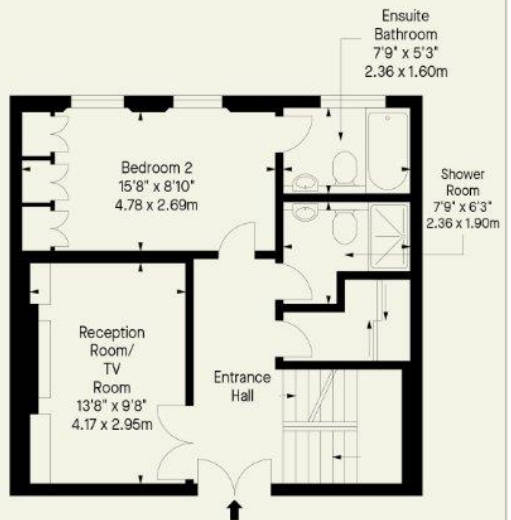 Ensuite
Bathroom
7'9" x 5'3"
2.36 x 1.60m
Bedroom 2
15'8" x 8'10"
4.78 x 2.69m
Shower
Room
7'9" x 6'3"
2.36 x 1.90m
Reception
Room/
TV
Room
13'8" x 9'8"
4.17 x 2.95m
Entrance
Hall